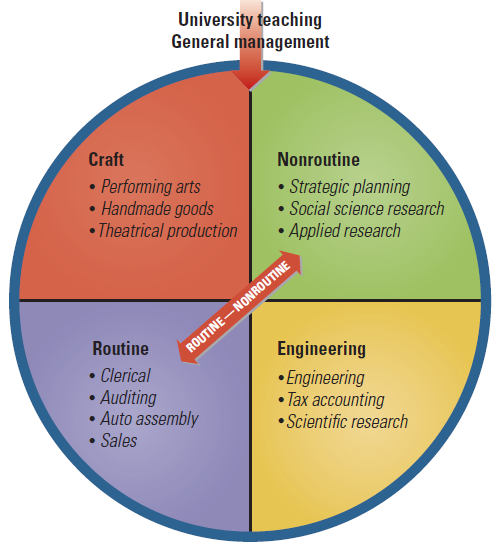 University teaching
General management
Craft
• Performing arts
• Handmade goods
•Theatrical production
Nonroutine
• Strategic planning
• Social science research
• Applied research
ROUTINE — NONROUTINE
Routine
• Clerical
• Auditing
• Auto assembly
• Sales
Engineering
•Engineering
•Tax accounting
•Scientific research